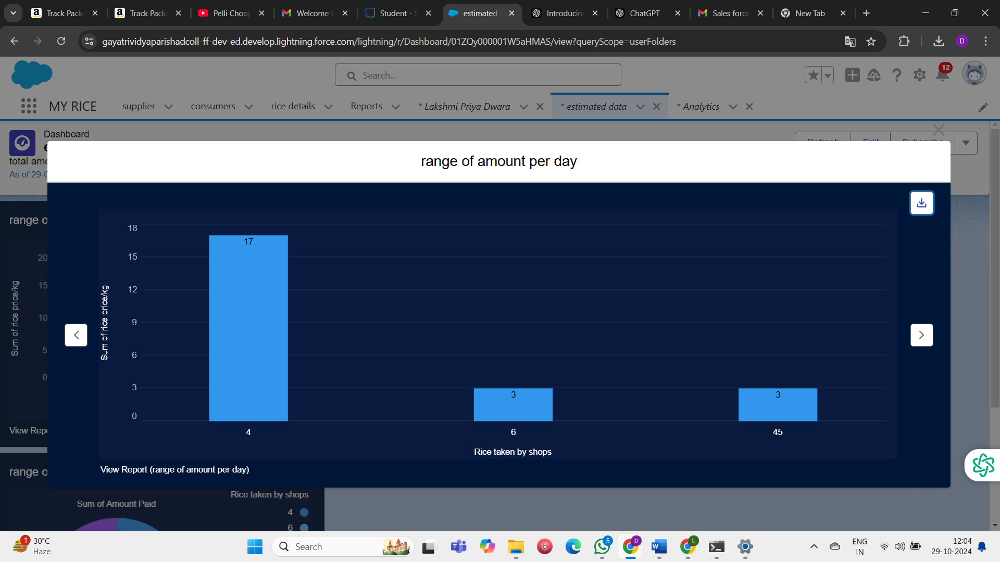 Track Packa
Track Packa
Pelli Choop
Welcome t
Student - S
estimated
Introducing
ChatGPT
Sales force
New Tab
gayatrividyaparishadcoll-ff-dev-ed.develop.lightning.force.com/lightning/r/Dashboard/01ZQy000001W5aHMAS/view?queryScope=userFolders
D
Search...
12
MY RICE
supplier
consumers
rice details
Reports
* Lakshmi Priya Dwara
* estimated data
* Analytics
Dashboard
total amo
As of 29-O
range of amount per day
range o
20
15
10
5
0
Sum of rice price/kg
View Repo
18
15
12
9
6
3
0
Sum of rice price/kg
17
3
3
4
6
45
Rice taken by shops
View Report (range of amount per day)
range o
Rice taken by shops
Sum of Amount Paid
4
6
1
30°C
Haze
Search
5
D
L
ENG
IN
12:04
29-10-2024